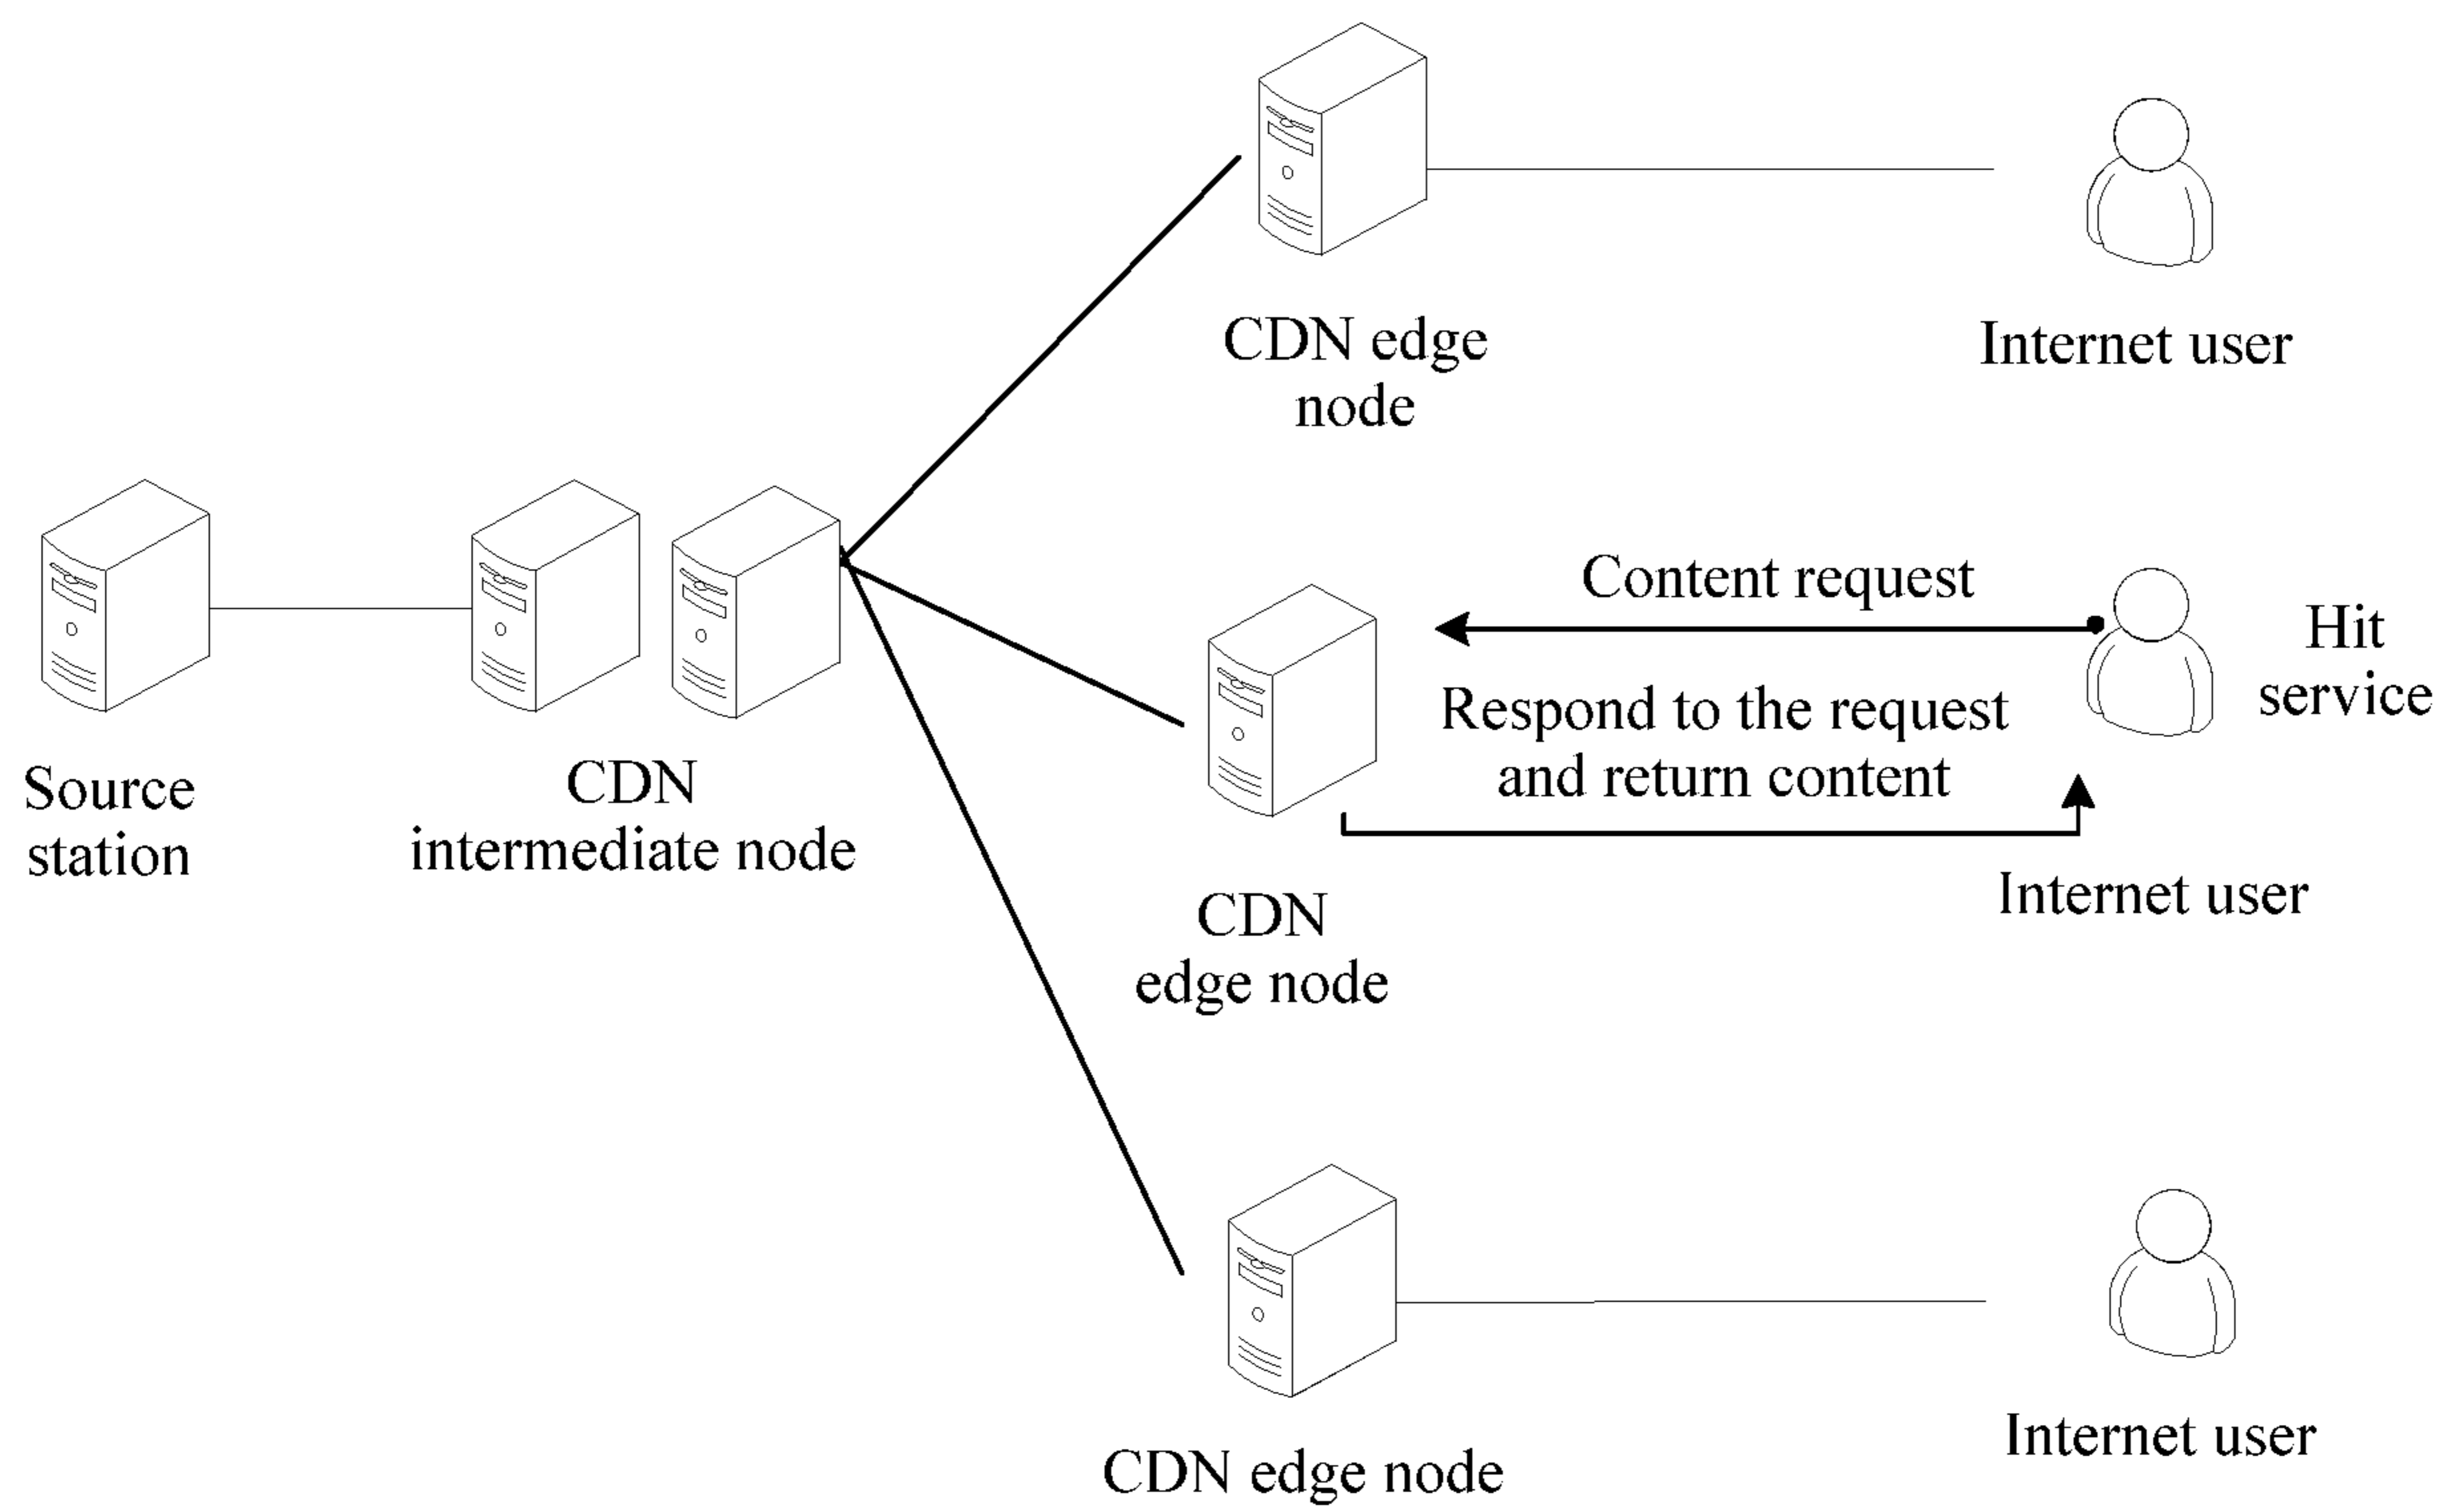 CDN edge
node
Internet user
Source
station
CDN
intermediate node
Content request
Respond to the request
and return content
Hit
service
CDN
edge node
Internet user
CDN edge node
Internet user